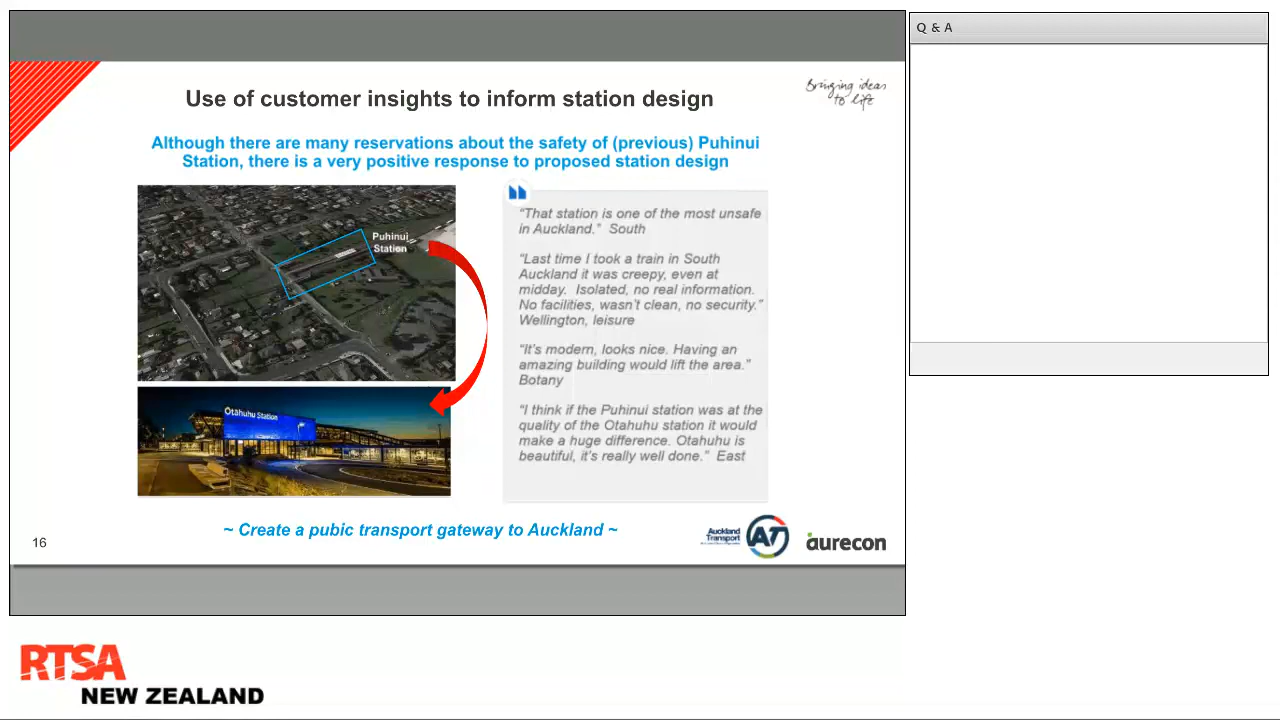 Q & A
Bringing ideas
to life
Use of customer insights to inform station design
Although there are many reservations about the safety of (previous) Puhinui
Station, there is a very positive response to proposed station design
Puhinui
Station
Otahuhu Station
“That station is one of the most unsafe
in Auckland.” South
“Last time I took a train in South
Auckland it was creepy, even at
midday. Isolated, no real information.
No facilities, wasn’t clean, no security.”
Wellington, leisure
“It’s modern, looks nice. Having an
amazing building would lift the area.”
Botany
“I think if the Puhinui station was at the
quality of the Otahuhu station it would
make a huge difference. Otahuhu is
beautiful, it’s really well done.” East
~ Create a pubic transport gateway to Auckland ~
16
Auckland
Transport
AT
aurecon
RTSA
NEW ZEALAND